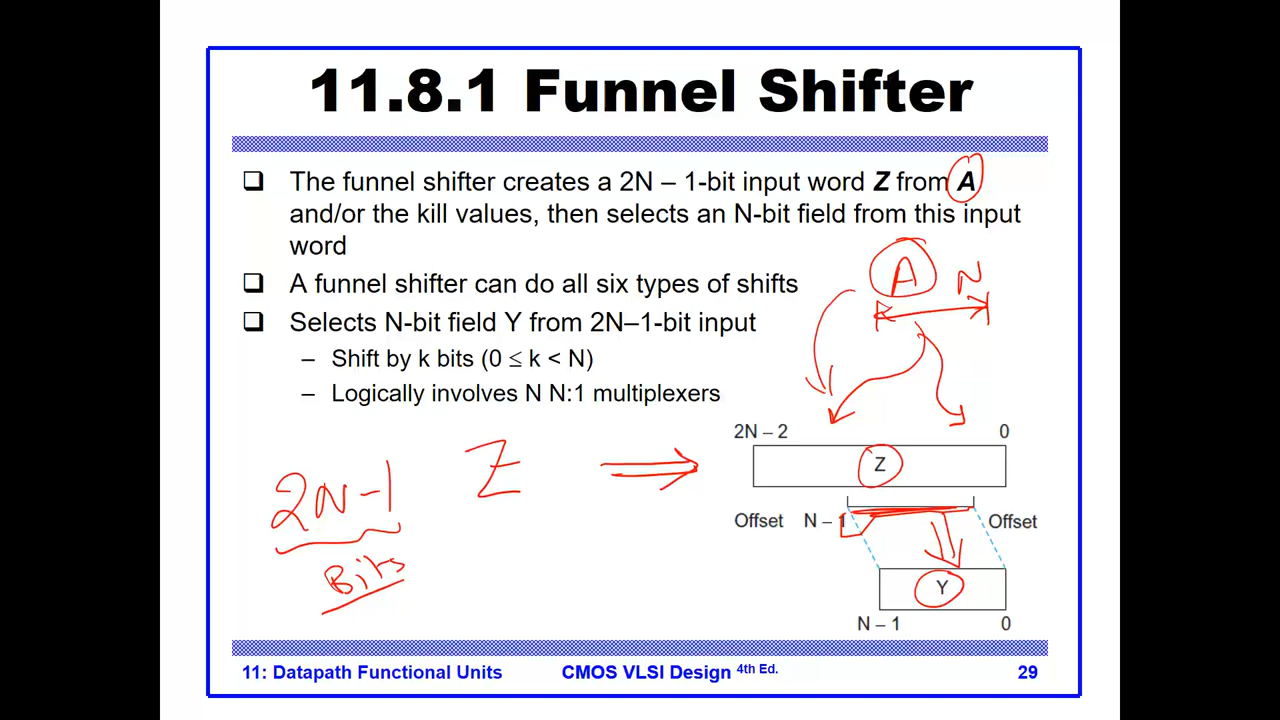 11.8.1 Funnel Shifter
❑ The funnel shifter creates a 2N – 1-bit input word Z from A
and/or the kill values, then selects an N-bit field from this input
word
❑ A funnel shifter can do all six types of shifts
❑ Selects N-bit field Y from 2N–1-bit input
– Shift by k bits (0 ≤ k < N)
– Logically involves N N:1 multiplexers
A N
2N – 2 0
Z
2N-1
Bits
Z
Offset N – 1 Offset
Y
N – 1 0
11: Datapath Functional Units CMOS VLSI Design 4th Ed. 29